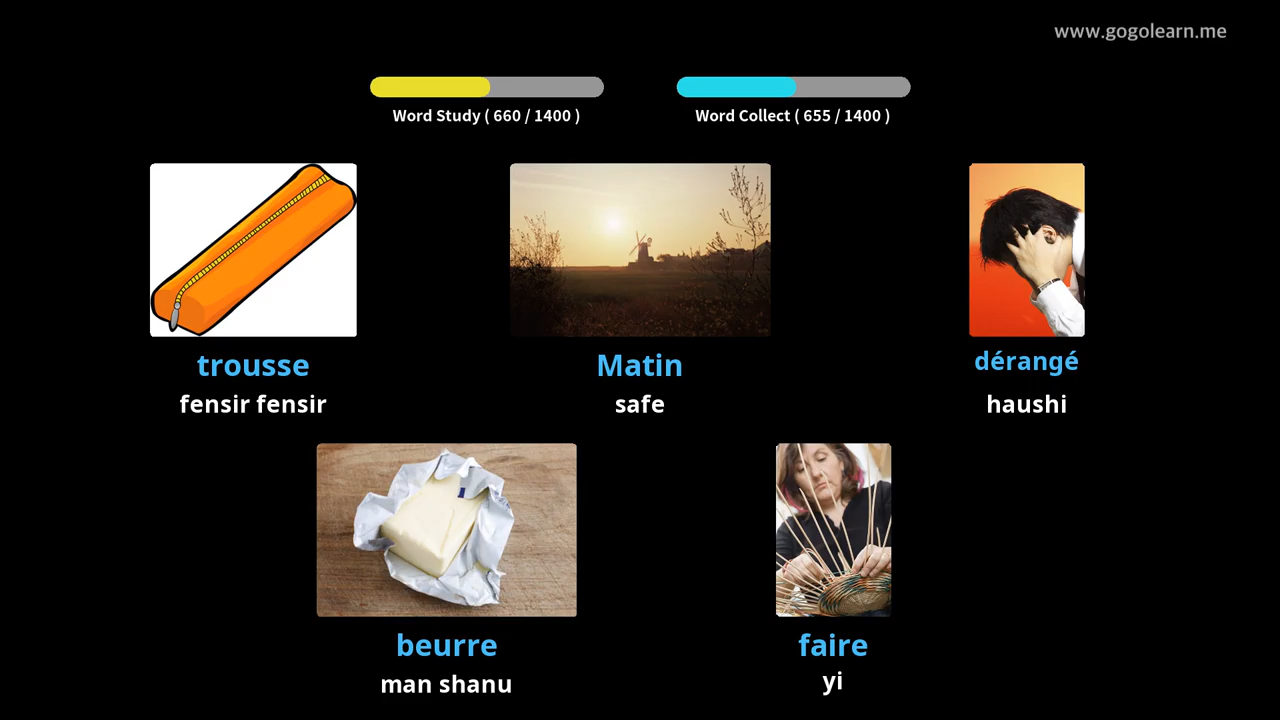 www.gogolearn.me
Word Study ( 660 / 1400 )
Word Collect ( 655 / 1400 )
trousse
fensir fensir
Matin
safe
dérangé
haushi
beurre
man shanu
faire
yi